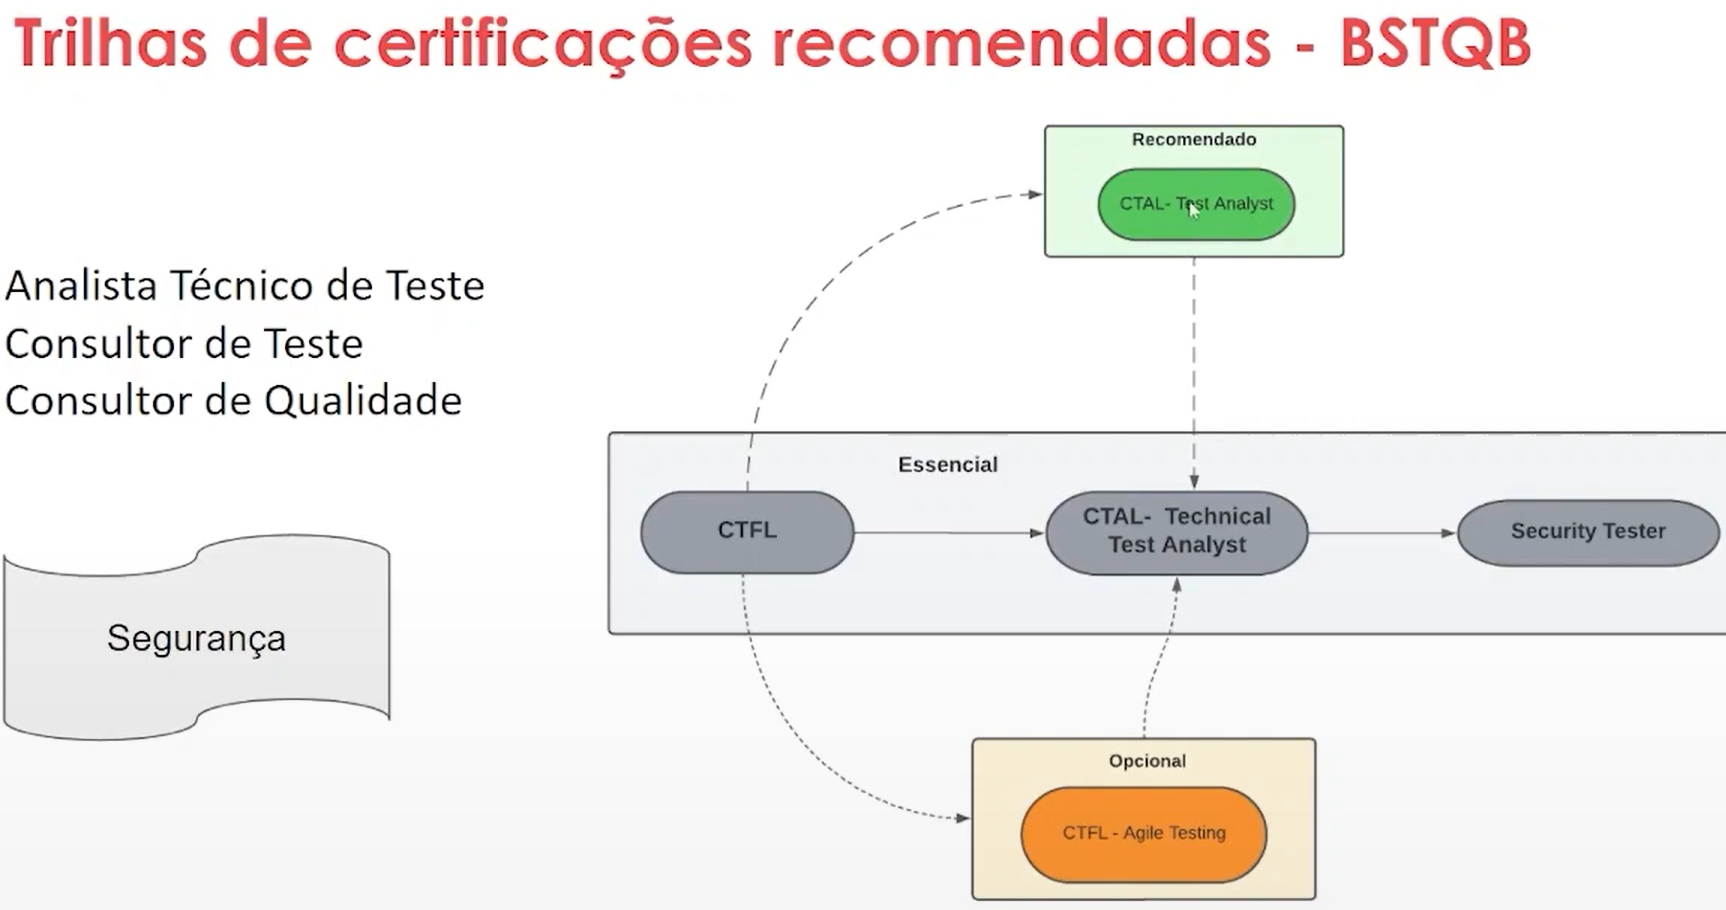 Trilhas de certificações recomendadas - BSTQB
Analista Técnico de Teste
Consultor de Teste
Consultor de Qualidade
Segurança
Recomendado
CTAL- Test Analyst
Essencial
CTFL
CTAL- Technical
Test Analyst
Security Tester
Opcional
CTFL - Agile Testing